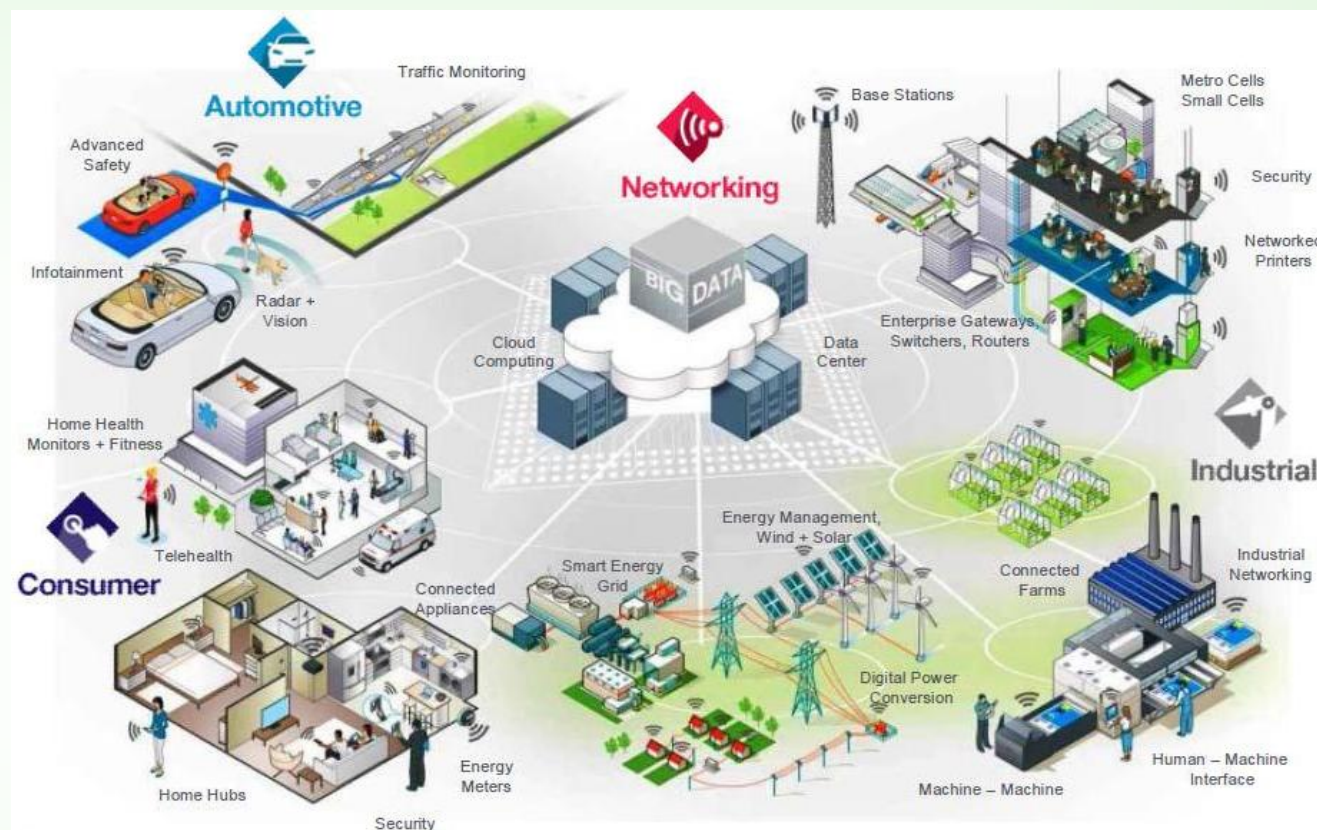 Automotive
Traffic Monitoring
Advanced
Safety
Infotainment
Radar +
Vision
Networking
Base Stations
Metro Cells
Small Cells
Security
Networked
Printers
Enterprise Gateways,
Switchers, Routers
BIG DATA
Cloud
Computing
Data
Center
Home Health
Monitors + Fitness
Telehealth
Consumer
Industrial
Energy Management,
Wind + Solar
Smart Energy
Grid
Connected
Appliances
Connected
Farms
Industrial
Networking
Digital Power
Conversion
Human – Machine
Interface
Machine – Machine
Energy
Meters
Home Hubs
Security